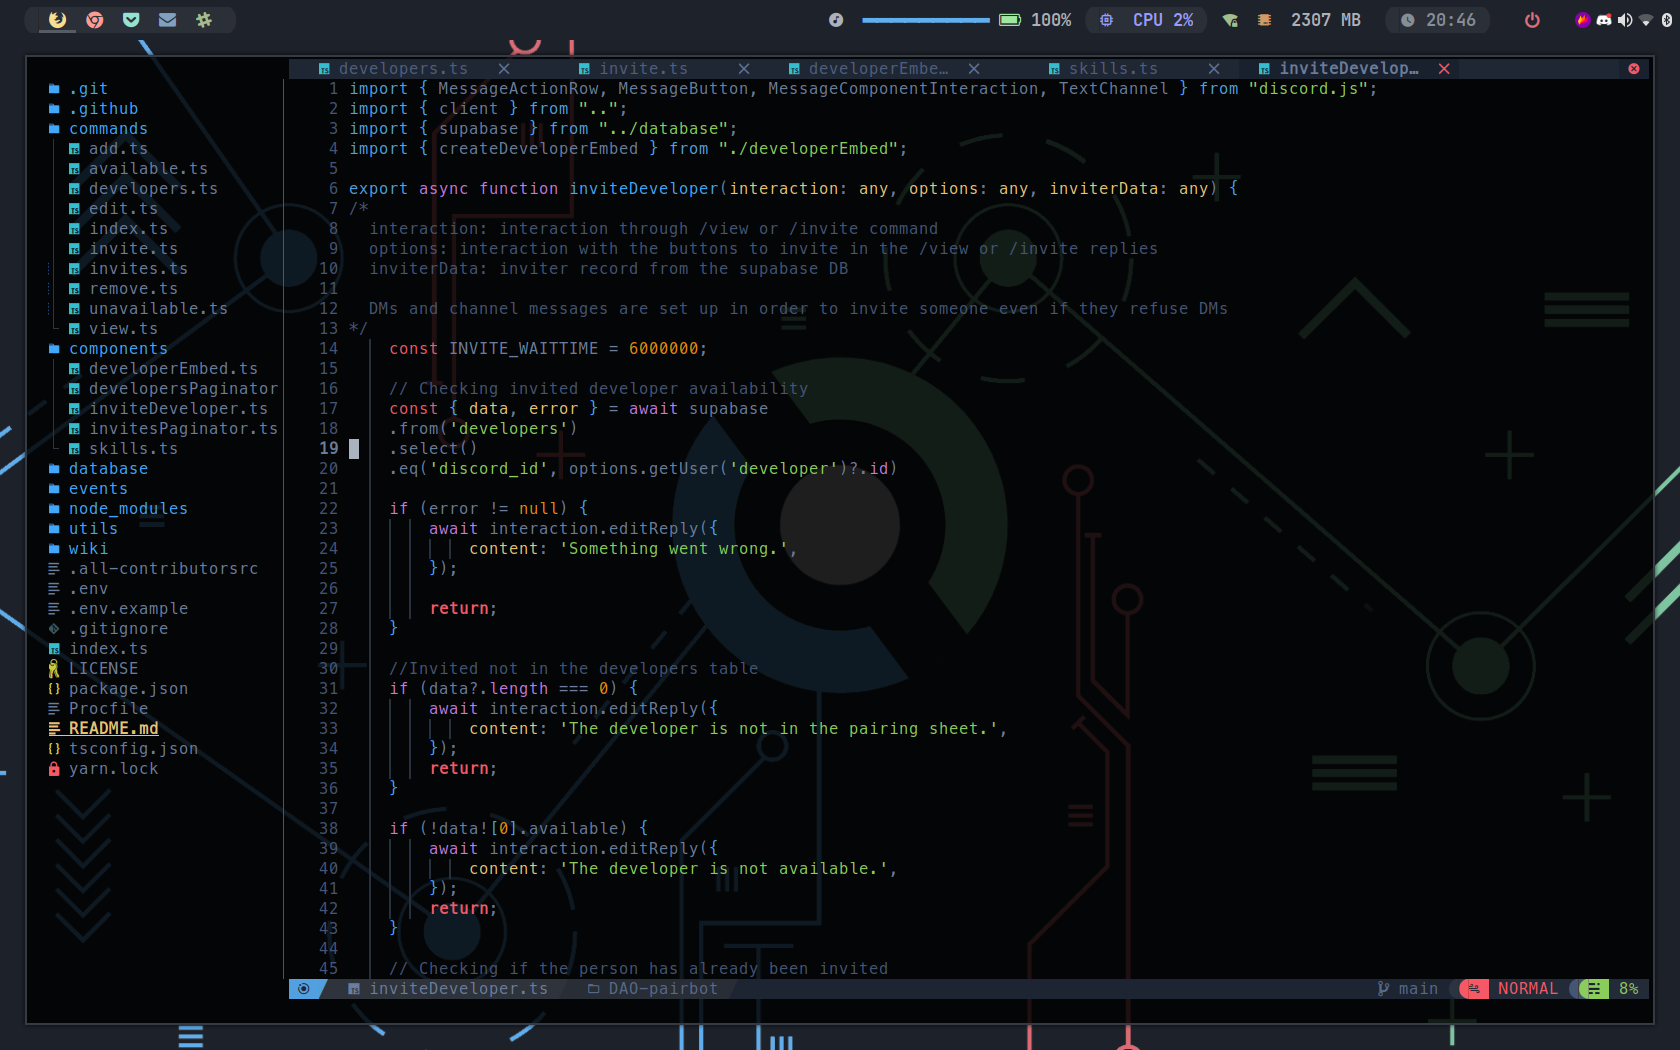 100%
CPU 2%
2307 MB
20:46
developers.ts
invite.ts
developerEmbe…
skills.ts
inviteDevelop…
.git
.github
commands
add.ts
available.ts
developers.ts
edit.ts
index.ts
invite.ts
invites.ts
remove.ts
unavailable.ts
view.ts
components
developerEmbed.ts
developersPaginator
inviteDeveloper.ts
invitesPaginator.ts
skills.ts
database
events
node_modules
utils
wiki
.all-contributorsrc
.env
.env.example
.gitignore
index.ts
LICENSE
package.json
Procfile
README.md
tsconfig.json
yarn.lock
1 import { MessageActionRow, MessageButton, MessageComponentInteraction, TextChannel } from "discord.js";
2 import { client } from "..";
3 import { supabase } from "../database";
4 import { createDeveloperEmbed } from "./developerEmbed";
5
6 export async function inviteDeveloper(interaction: any, options: any, inviterData: any) {
7 /*
8 interaction: interaction through /view or /invite command
9 options: interaction with the buttons to invite in the /view or /invite replies
10 inviterData: inviter record from the supabase DB
11
12 DMs and channel messages are set up in order to invite someone even if they refuse DMs
13 */
14 const INVITE_WAITTIME = 6000000;
15
16 // Checking invited developer availability
17 const { data, error } = await supabase
18 .from('developers')
19 .select()
20 .eq('discord_id', options.getUser('developer')?.id)
21
22 if (error != null) {
23 await interaction.editReply({
24 content: 'Something went wrong.',
25 });
26
27 return;
28 }
29
30 //Invited not in the developers table
31 if (data?.length === 0) {
32 await interaction.editReply({
33 content: 'The developer is not in the pairing sheet.',
34 });
35 return;
36 }
37
38 if (!data![0].available) {
39 await interaction.editReply({
40 content: 'The developer is not available.',
41 });
42 return;
43 }
44
45 // Checking if the person has already been invited
inviteDeveloper.ts
DAO-pairbot
main
NORMAL
8%